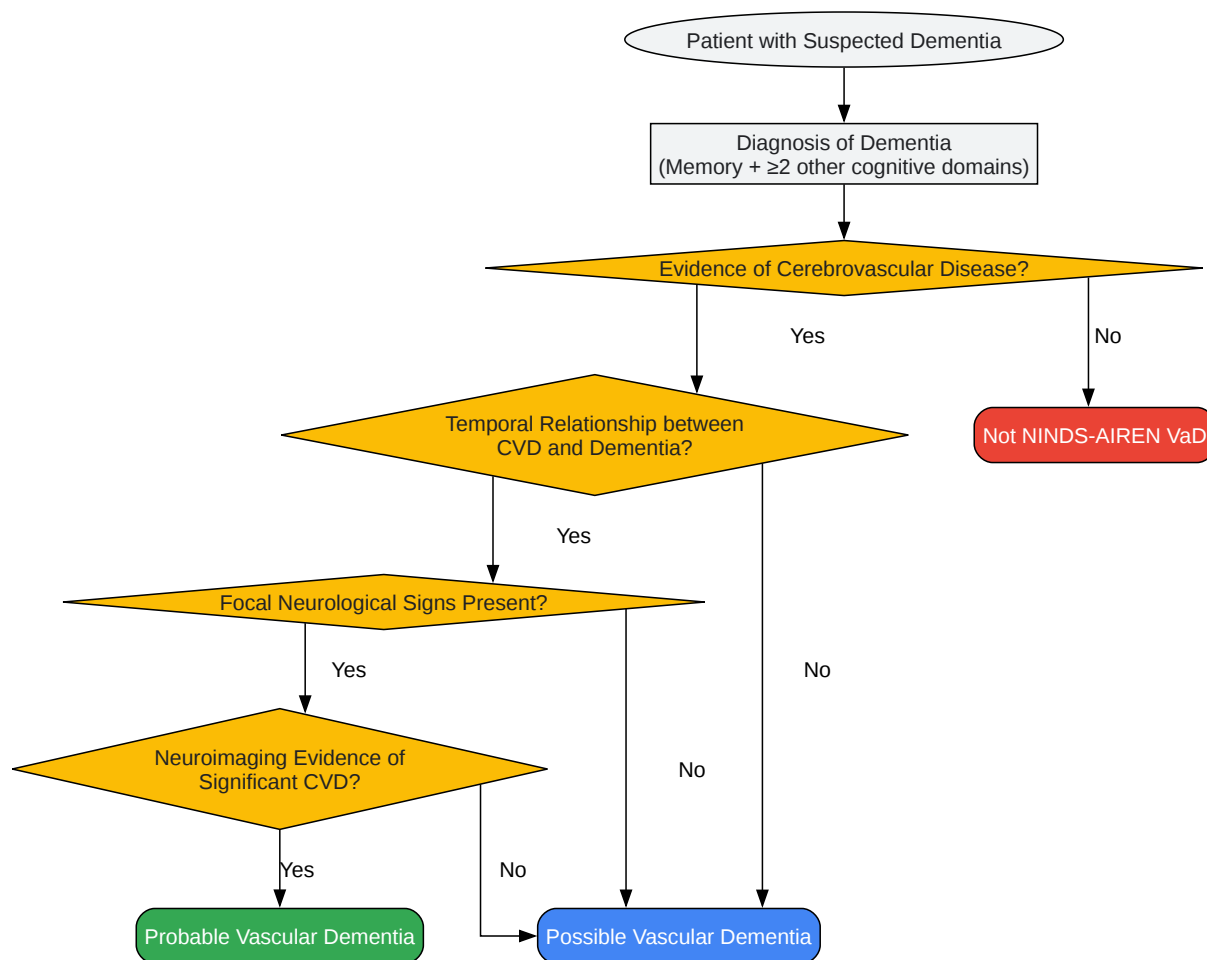 Patient with Suspected Dementia
Diagnosis of Dementia
(Memory + ≥2 other cognitive domains)
Evidence of Cerebrovascular Disease?
Yes
No
Temporal Relationship between
CVD and Dementia?
Not NINDS-AIREN VaD
Yes
Focal Neurological Signs Present?
Yes
No
Neuroimaging Evidence of
Significant CVD?
No
Yes
No
Probable Vascular Dementia
Possible Vascular Dementia